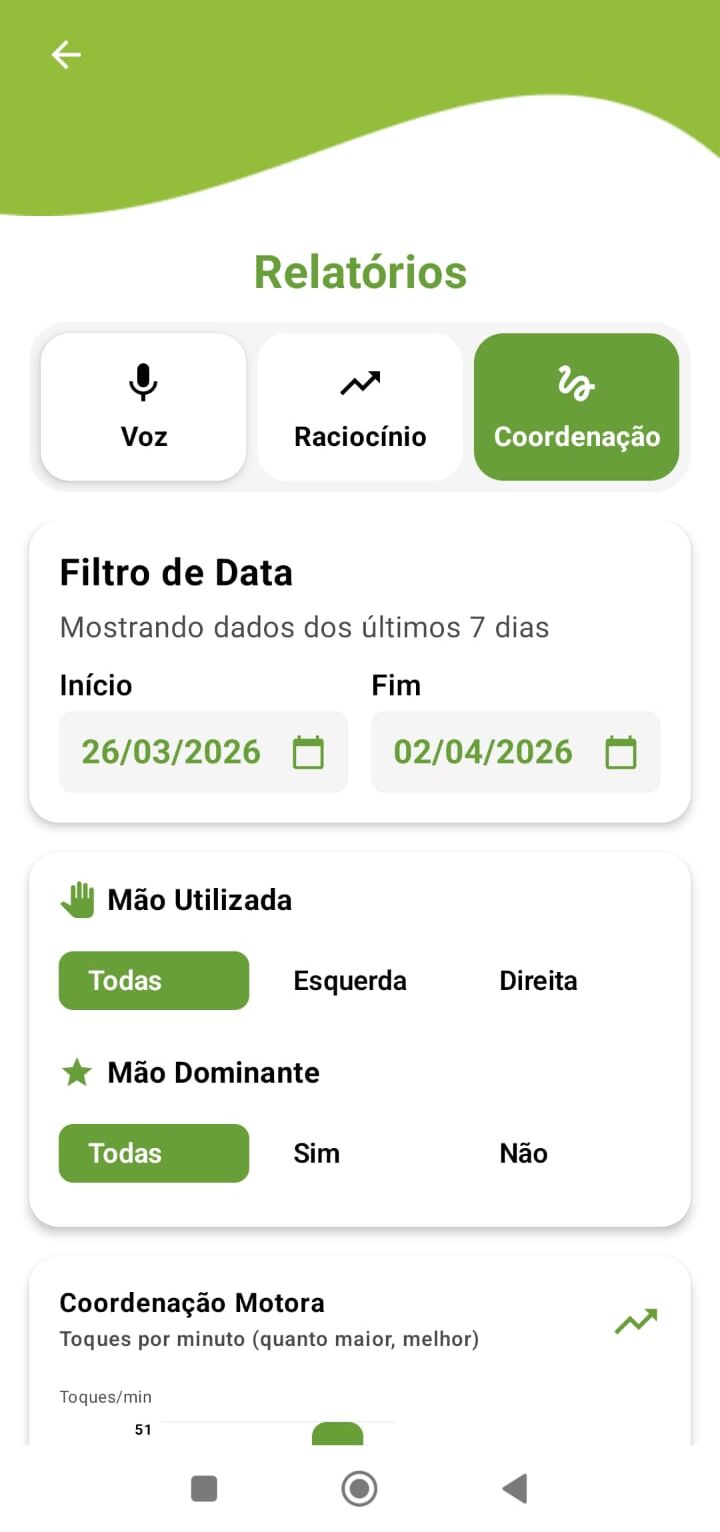 Relatórios
Voz
Raciocínio
Coordenação
Filtro de Data
Mostrando dados dos últimos 7 dias
Início
Fim
26/03/2026
02/04/2026
Mão Utilizada
Todas
Esquerda
Direita
Mão Dominante
Todas
Sim
Não
Coordenação Motora
Toques por minuto (quanto maior, melhor)
Toques/min
51